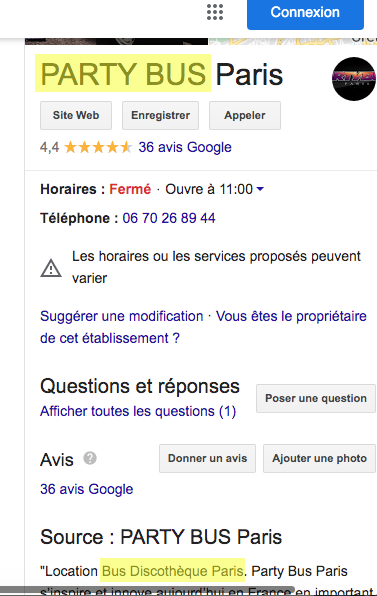 Connexion
PARTY BUS Paris
Site Web Enregistrer Appeler
4,4 36 avis Google
Horaires : Fermé · Ouvre à 11:00
Téléphone : 06 70 26 89 44
Les horaires ou les services proposés peuvent
varier
Suggérer une modification · Vous êtes le propriétaire
de cet établissement ?
Questions et réponses
Poser une question
Afficher toutes les questions (1)
Avis ?
Donner un avis Ajouter une photo
36 avis Google
Source : PARTY BUS Paris
"Location Bus Discothèque Paris. Party Bus Paris
s'inspire et innove aujourd'hui en France en important